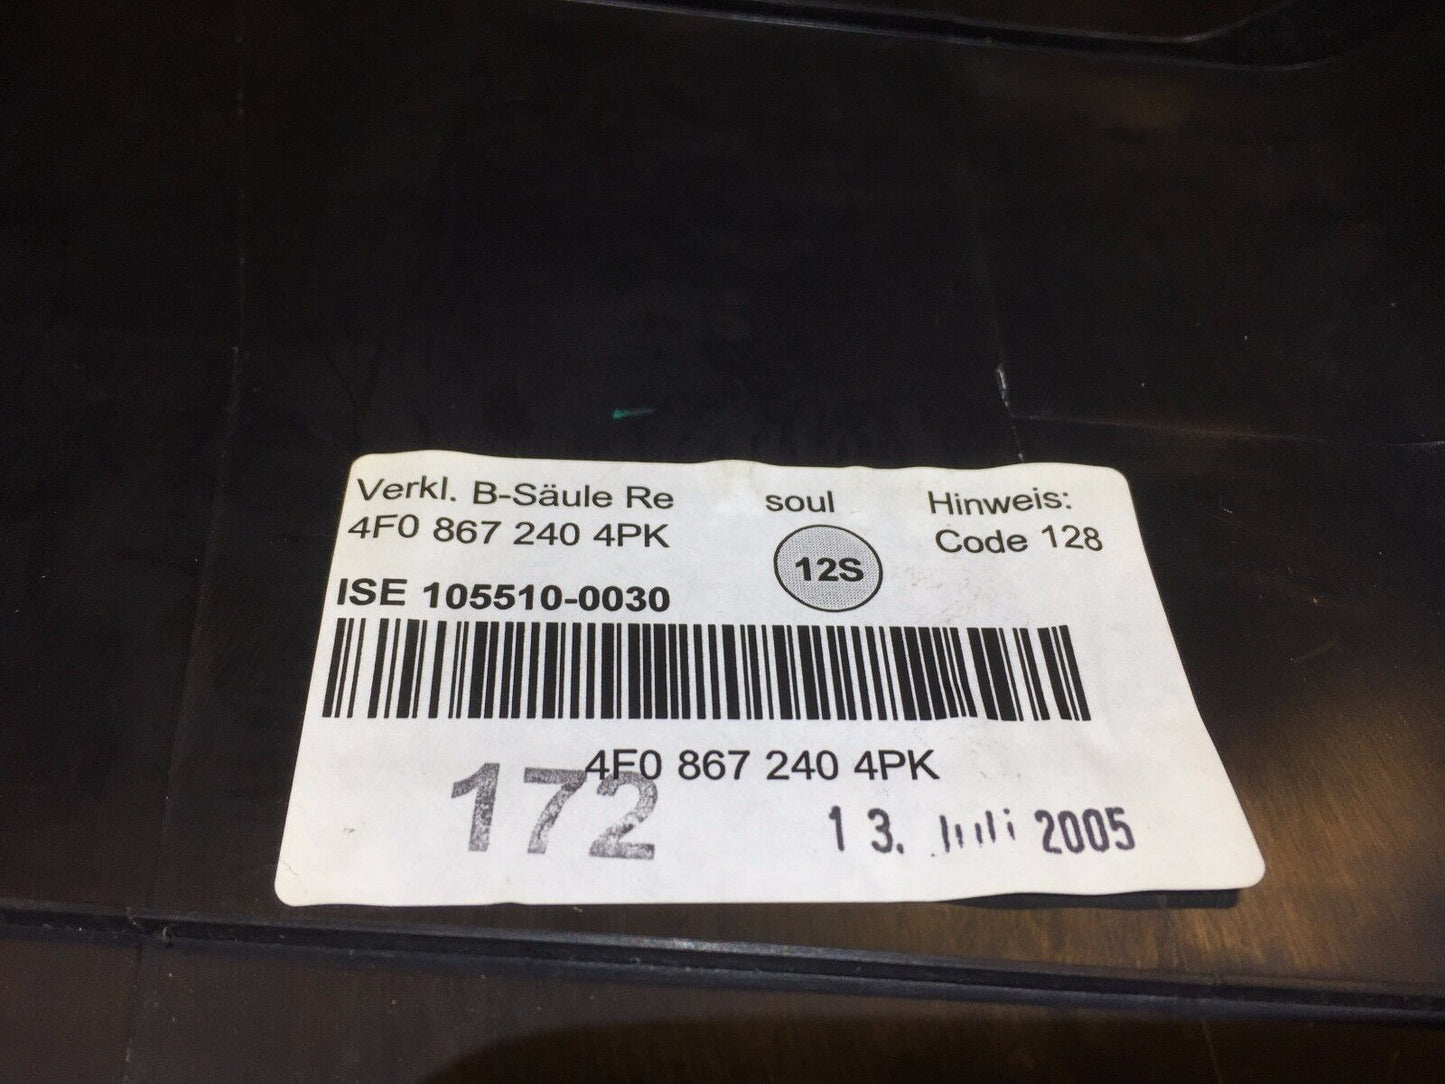 Verkl. B-Säule Re soul Hinweis:
4F0 867 240 4PK 12S Code 128
ISE 105510-0030
4F0 867 240 4PK
172
13. Juli 2005